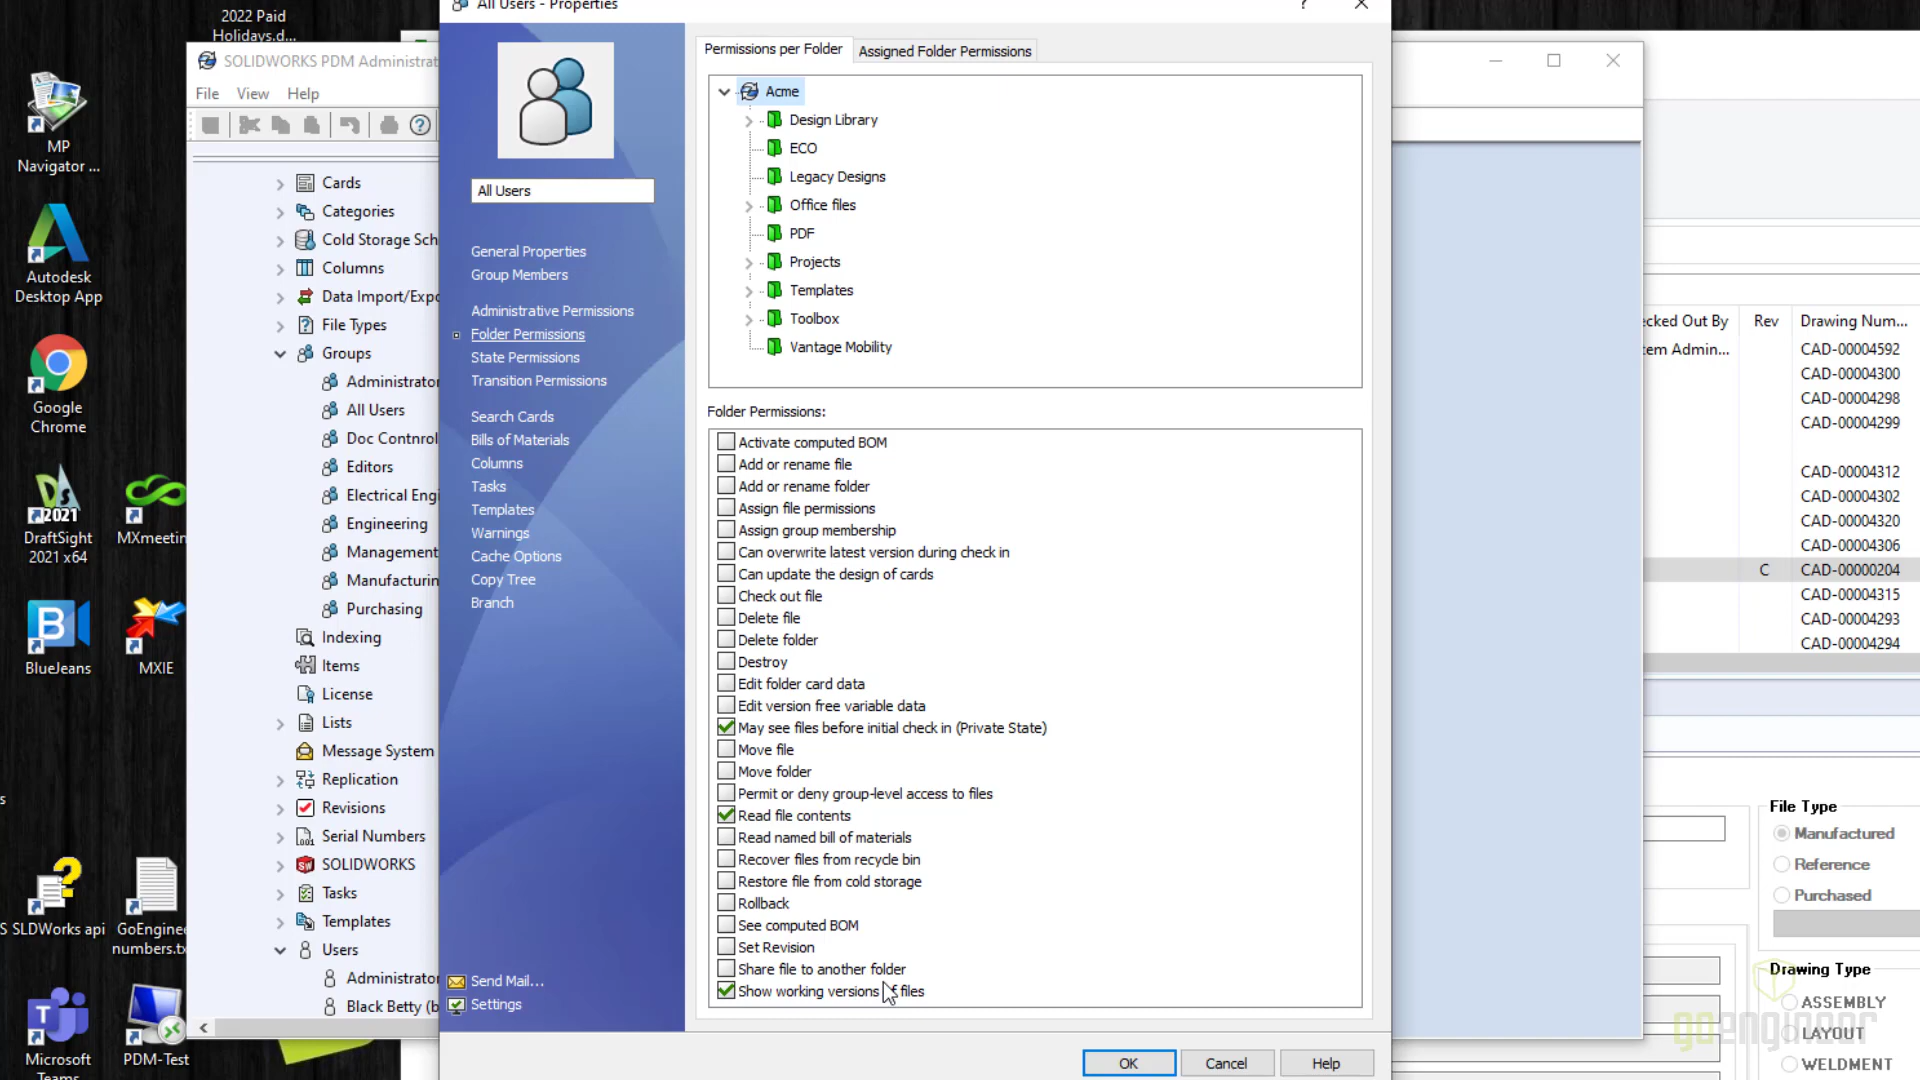 2022 Paid
Holidays.d...
MP
Navigator ...
Autodesk
Desktop App
Google
Chrome
2021
DraftSight
2021 x64
MXmeetin
BlueJeans
MXIE
s
S SLDWorks api
GoEnginee
numbers.tx
Microsoft
Teams
PDM-Test
SOLIDWORKS PDM Administrat
File View Help
Cards
Categories
Cold Storage Sch
Columns
Data Import/Expo
File Types
Groups
Administrator
All Users
Doc Contnrol
Editors
Electrical Engi
Engineering
Management
Manufacturin
Purchasing
Indexing
Items
License
Lists
Message System
Replication
Revisions
Serial Numbers
SOLIDWORKS
Tasks
Templates
Users
Administrator
Black Betty (b
All Users - Properties
All Users
General Properties
Group Members
Administrative Permissions
Folder Permissions
State Permissions
Transition Permissions
Search Cards
Bills of Materials
Columns
Tasks
Templates
Warnings
Cache Options
Copy Tree
Branch
Send Mail...
Settings
Permissions per Folder
Assigned Folder Permissions
Acme
Design Library
ECO
Legacy Designs
Office files
PDF
Projects
Templates
Toolbox
Vantage Mobility
Folder Permissions:
Activate computed BOM
Add or rename file
Add or rename folder
Assign file permissions
Assign group membership
Can overwrite latest version during check in
Can update the design of cards
Check out file
Delete file
Delete folder
Destroy
Edit folder card data
Edit version free variable data
May see files before initial check in (Private State)
Move file
Move folder
Permit or deny group-level access to files
Read file contents
Read named bill of materials
Recover files from recycle bin
Restore file from cold storage
Rollback
See computed BOM
Set Revision
Share file to another folder
Show working versions of files
OK Cancel Help
ecked Out By Rev Drawing Num...
tem Admin... CAD-00004592
CAD-00004300
CAD-00004298
CAD-00004299
CAD-00004312
CAD-00004302
CAD-00004320
CAD-00004306
C CAD-00000204
CAD-00004315
CAD-00004293
CAD-00004294
File Type
Manufactured
Reference
Purchased
Drawing Type
ASSEMBLY
LAYOUT
WELDMENT
goengineer